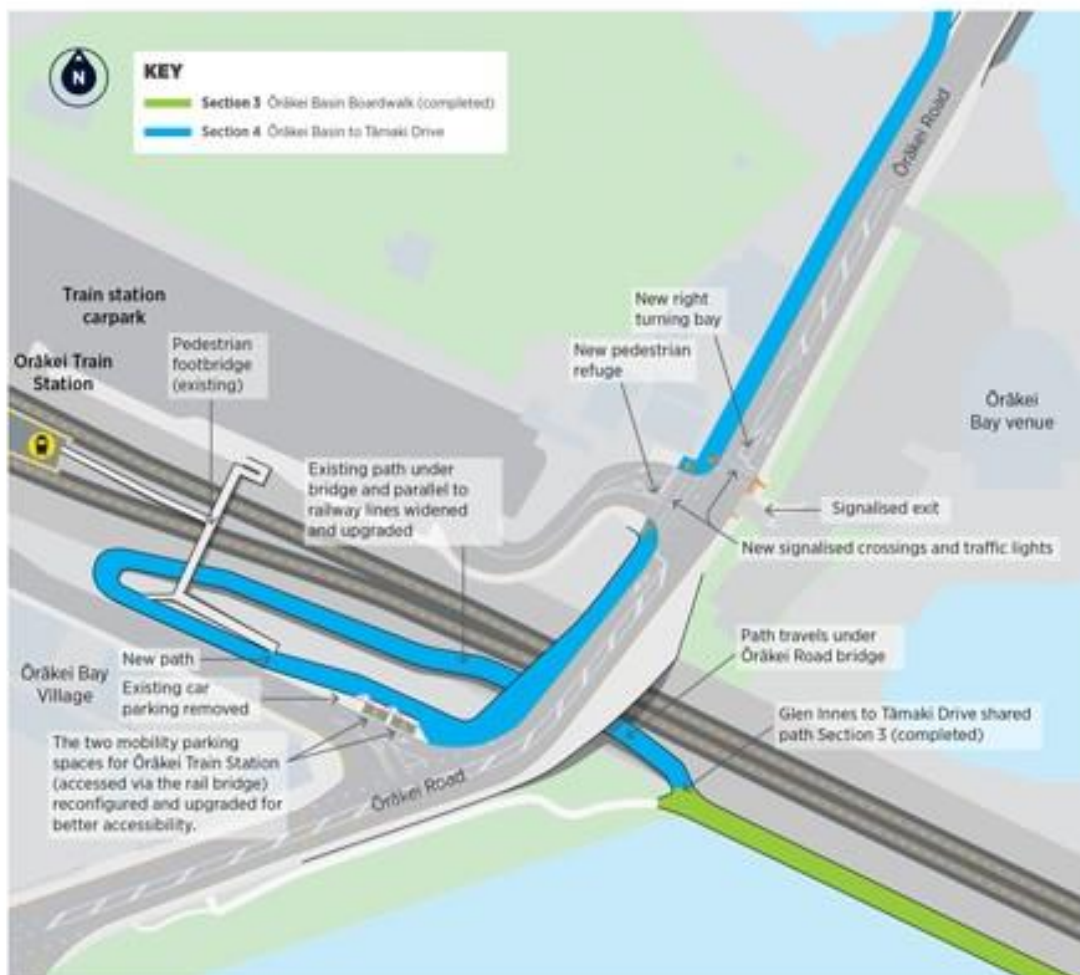 N
KEY
Section 3 Ōrākei Basin Boardwalk (completed)
Section 4 Ōrākei Basin to Tāmaki Drive
Ōrākei Road
Train station
carpark
Orākei Train
Station
Pedestrian
footbridge
(existing)
New right
turning bay
New pedestrian
refuge
Ōrākei
Bay venue
Existing path under
bridge and parallel to
railway lines widened
and upgraded
Signalised exit
New signalised crossings and traffic lights
Path travels under
Ōrākei Road bridge
Ōrākei Bay
Village
New path
Existing car
parking removed
Glen Innes to Tāmaki Drive shared
path Section 3 (completed)
The two mobility parking
spaces for Ōrākei Train Station
(accessed via the rail bridge)
reconfigured and upgraded for
better accessibility.
Ōrākei Road